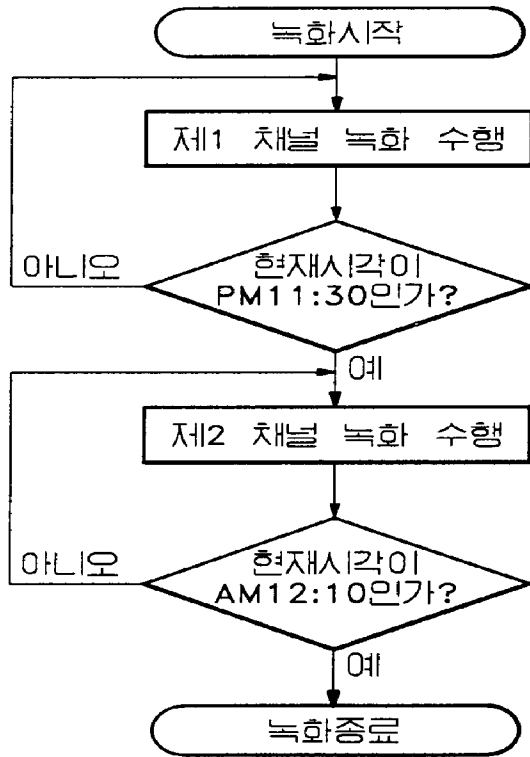 녹화시작
제1 채널 녹화 수행
현재시각이
PM11:30인가?
아니오
예
제2 채널 녹화 수행
현재시각이
AM12:10인가?
아니오
예
녹화종료